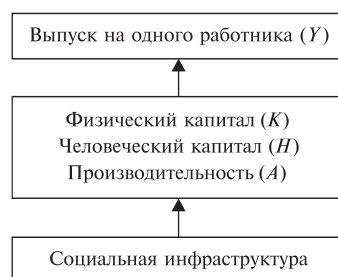 Выпуск на одного работника (Y)
Физический капитал (K)
Человеческий капитал (H)
Производительность (A)
Социальная инфраструктура